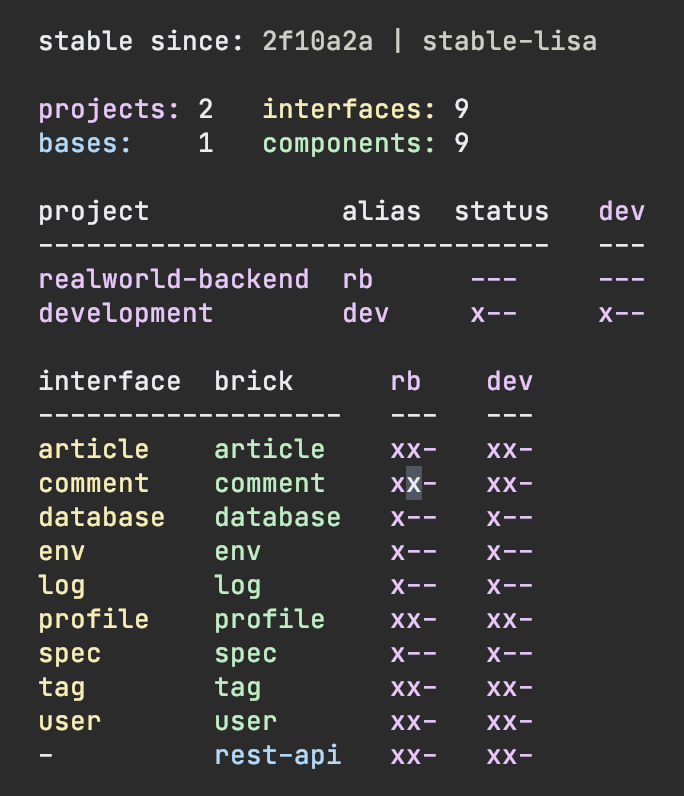 stable since: 2f10a2a | stable-lisa
projects: 2   interfaces: 9
bases:    1   components: 9
project            alias  status   dev
--------------------------------   ---
realworld-backend  rb      ---     ---
development        dev     x--     x--
interface  brick      rb    dev
-------------------   ---   ---
article    article    xx-   xx-
comment    comment    xx-   xx-
database   database   x--   x--
env        env        x--   x--
log        log        x--   x--
profile    profile    xx-   xx-
spec       spec       x--   x--
tag        tag        xx-   xx-
user       user       xx-   xx-
-          rest-api   xx-   xx-